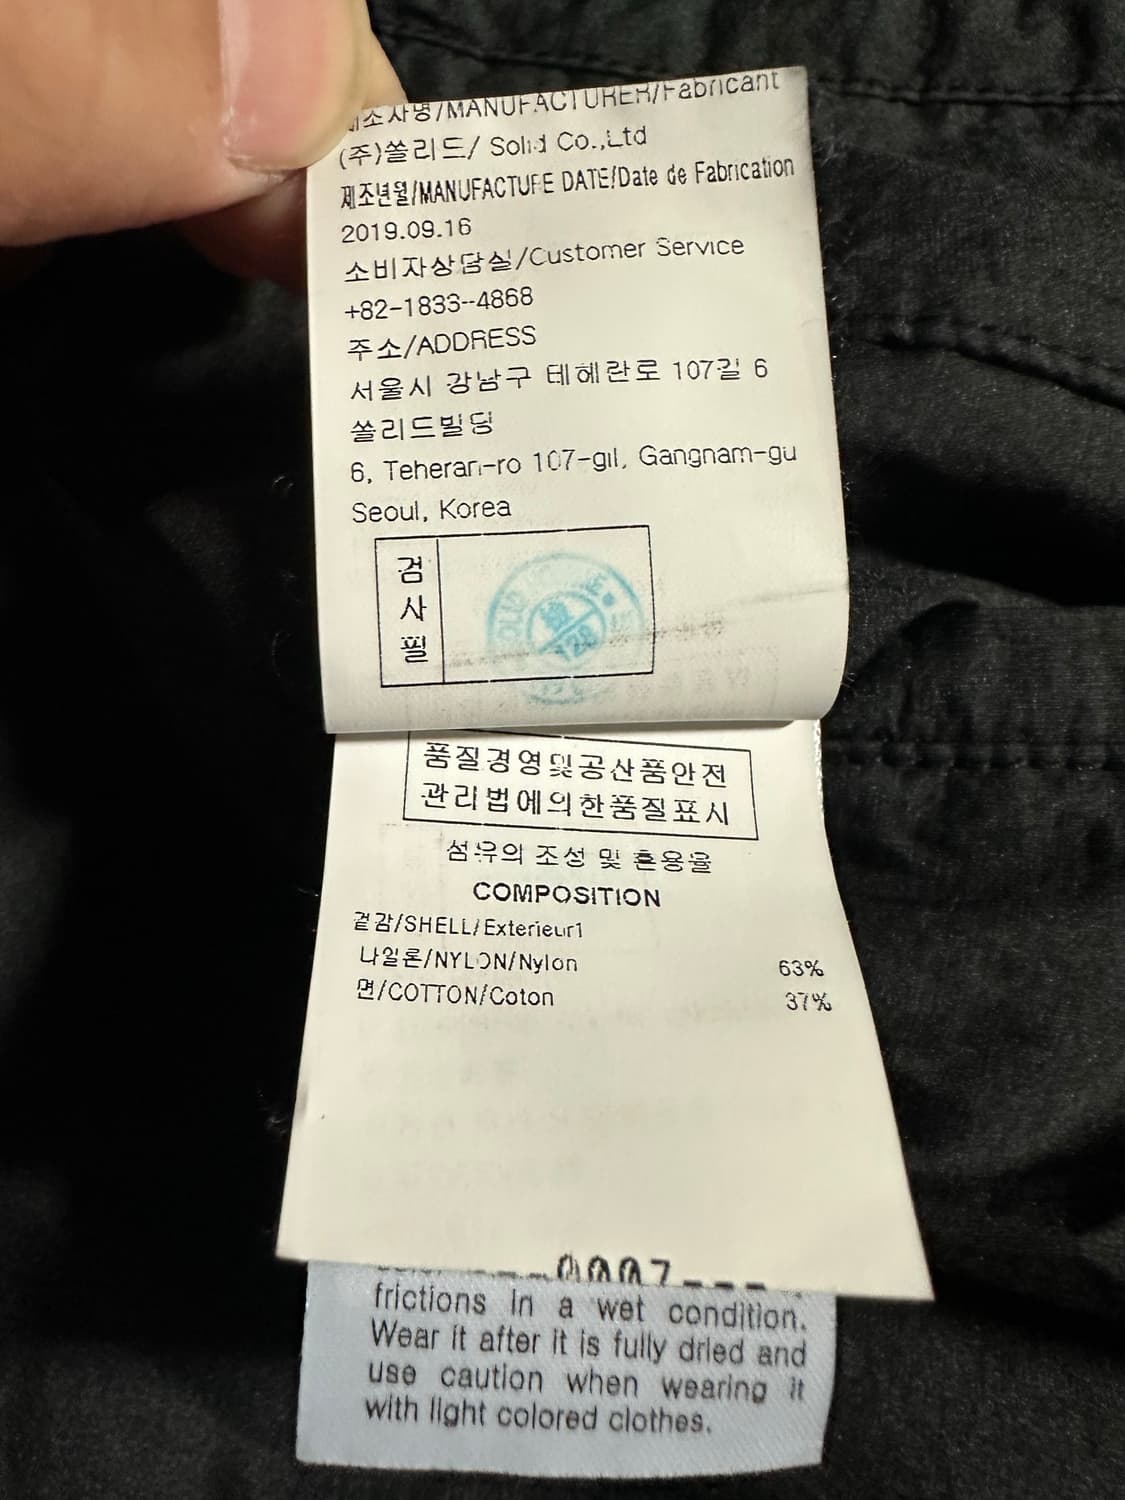 제조사명/MANUFACTURER/Fabricant
(주)쏠리드/ Solid Co.,Ltd
제조년월/MANUFACTURE DATE/Date de Fabrication
2019.09.16
소비자상담실/Customer Service
+82-1833-4868
주소/ADDRESS
서울시 강남구 테헤란로 107길 6
쏠리드빌딩
6, Teheran-ro 107-gil, Gangnam-gu
Seoul, Korea
검사필
품질경영및공산품안전
관리법에의한품질표시
섬유의 조성 및 혼용율
COMPOSITION
겉감/SHELL/Exterieur1
나일론/NYLON/Nylon 63%
면/COTTON/Coton 37%
0007---
frictions in a wet condition.
Wear it after it is fully dried and
use caution when wearing it
with light colored clothes.